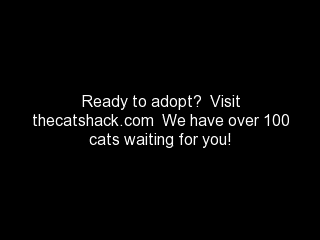 Ready to adopt?  Visit
thecatshack.com  We have over 100
cats waiting for you!